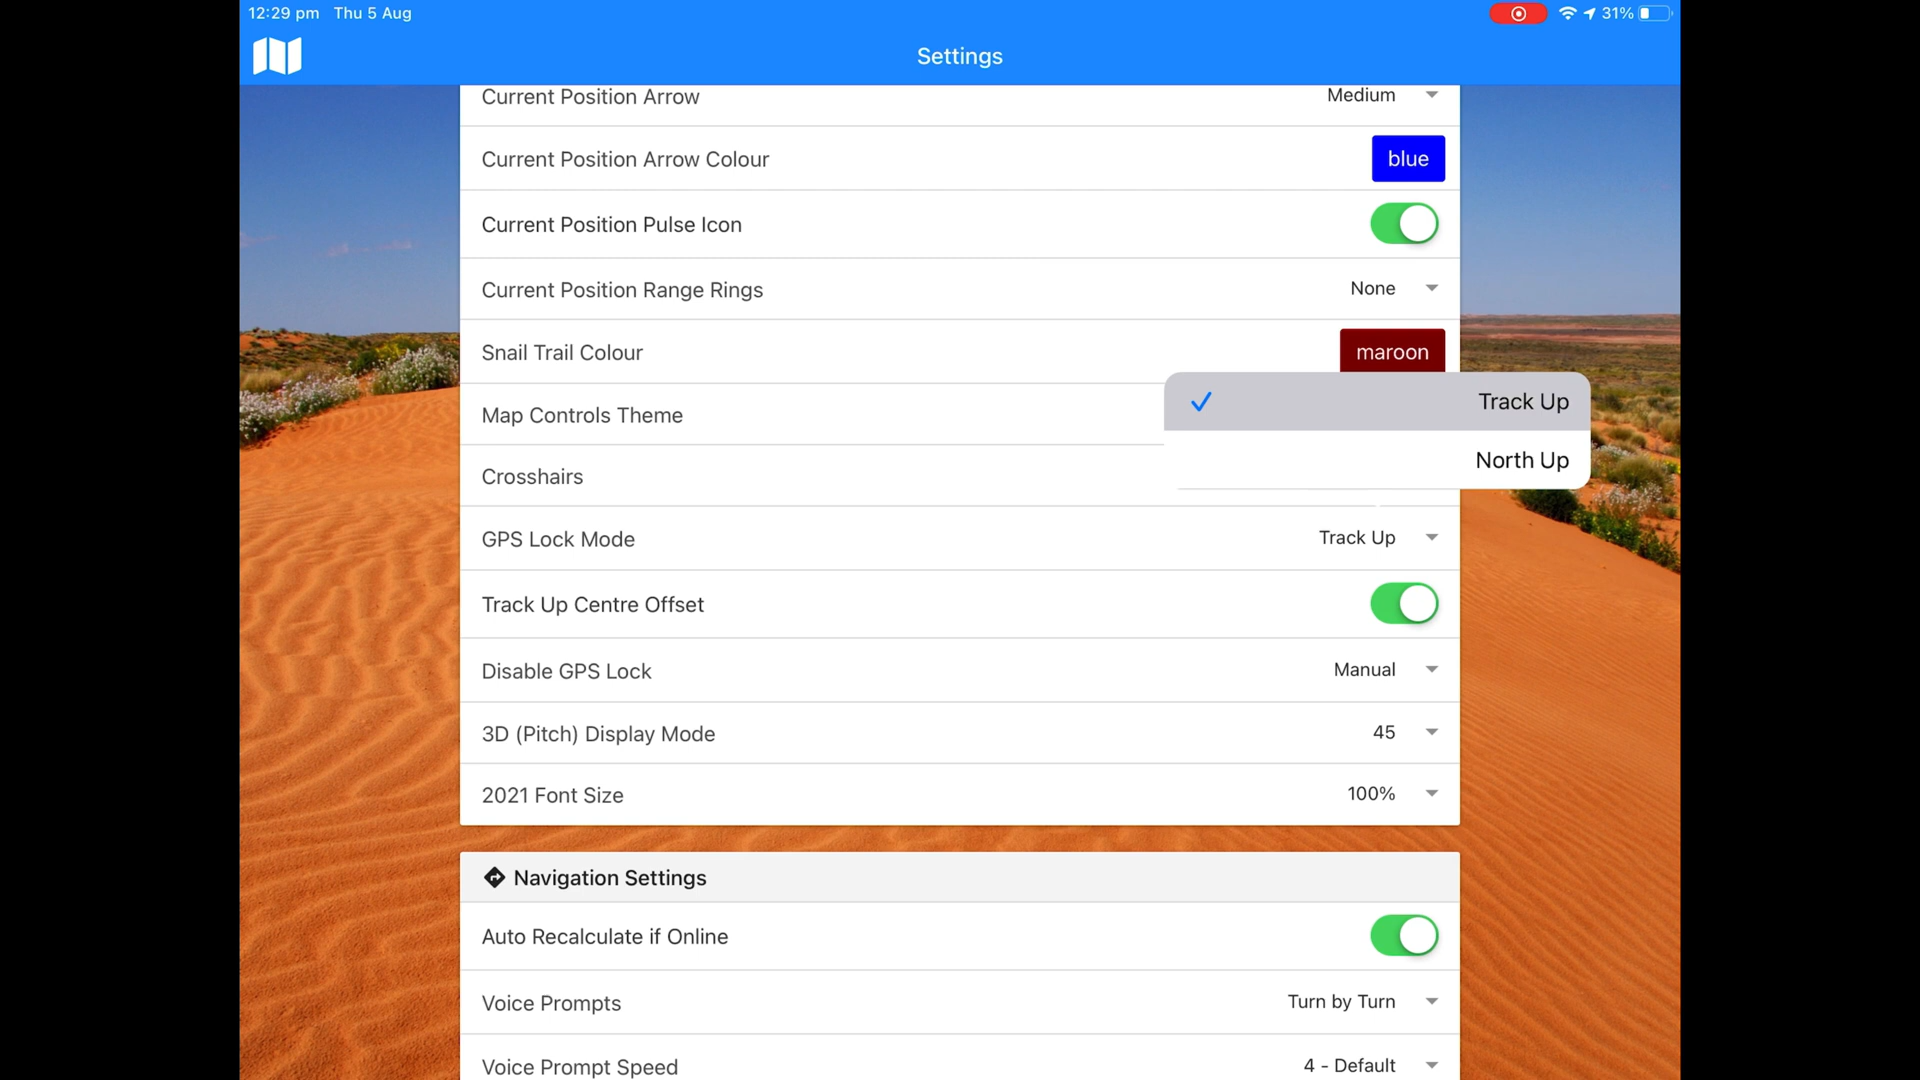 12:29 pm Thu 5 Aug 31%
Settings
Current Position Arrow Medium
Current Position Arrow Colour blue
Current Position Pulse Icon
Current Position Range Rings None
Snail Trail Colour maroon
Track Up
Map Controls Theme
North Up
Crosshairs
GPS Lock Mode Track Up
Track Up Centre Offset
Disable GPS Lock Manual
3D (Pitch) Display Mode 45
2021 Font Size 100%
Navigation Settings
Auto Recalculate if Online
Voice Prompts Turn by Turn
Voice Prompt Speed 4 - Default